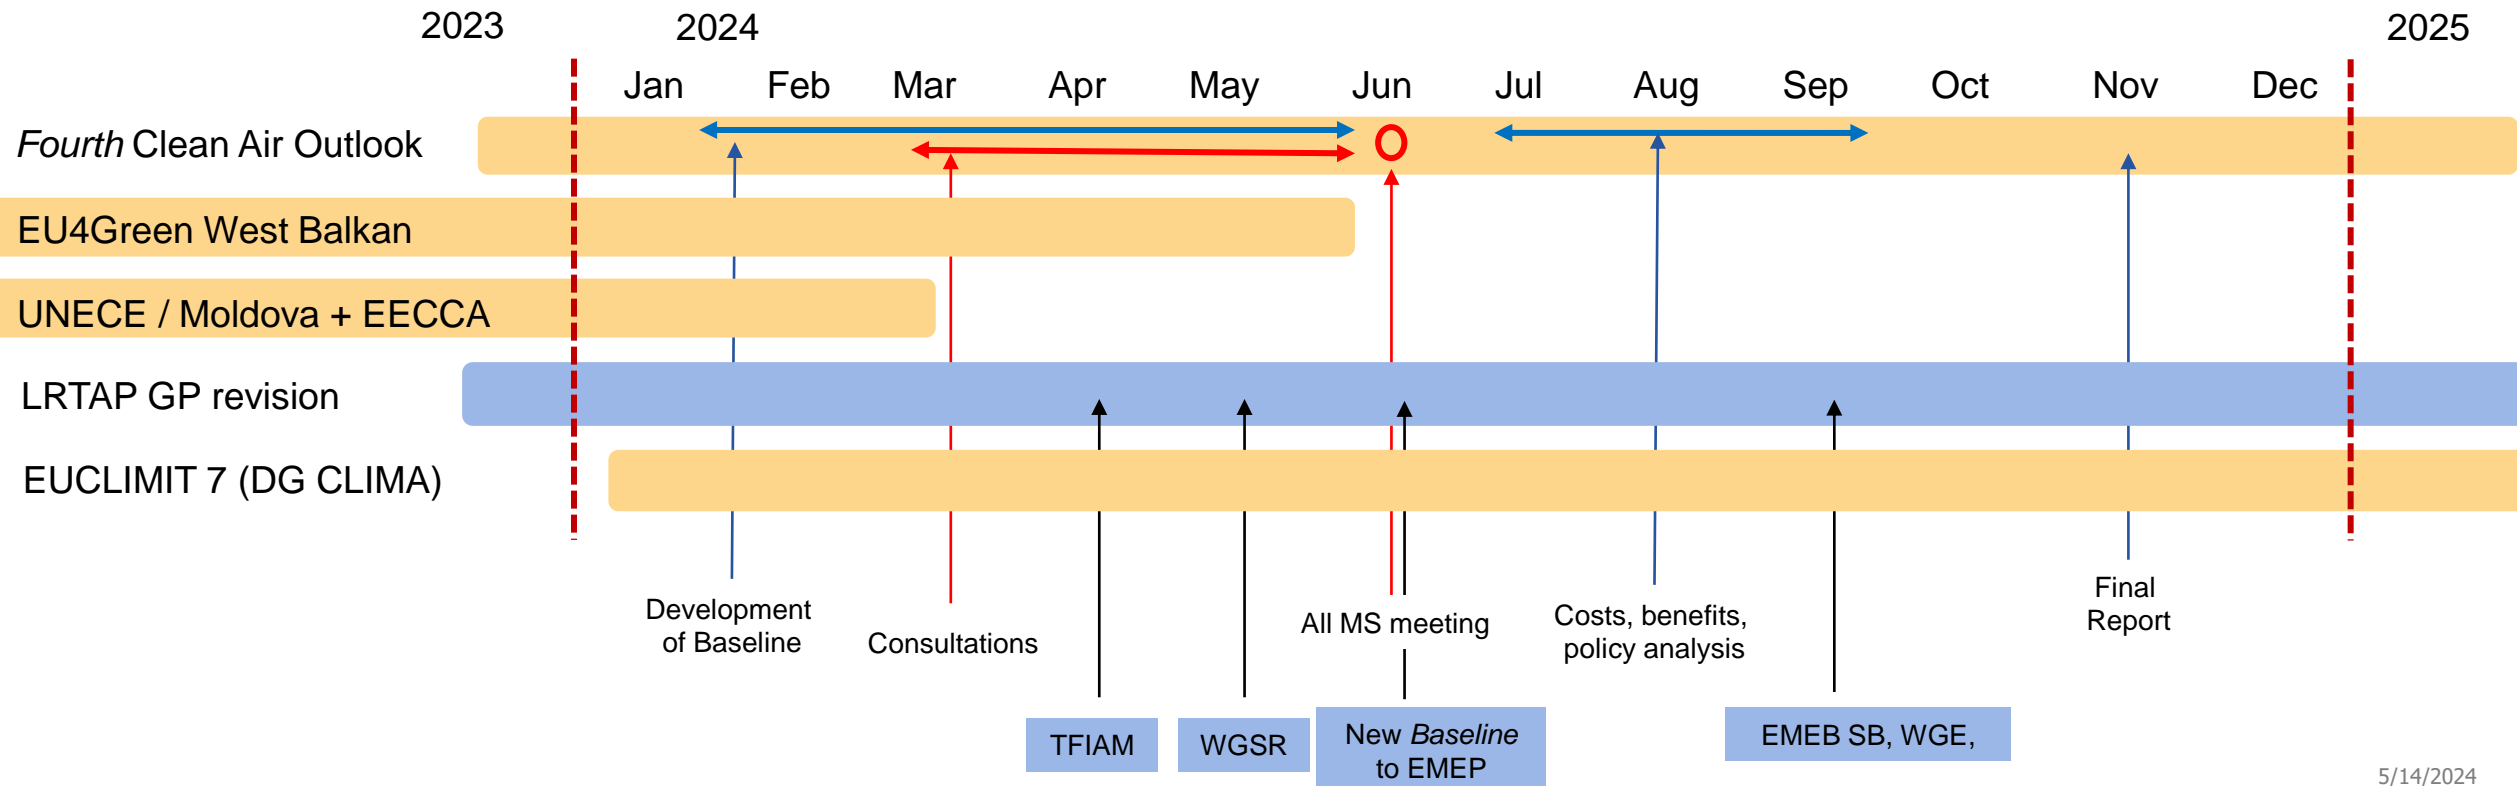 2023
2024
2025
Jan
Feb
Mar
Apr
May
Jun
Jul
Aug
Sep
Oct
Nov
Dec
Fourth Clean Air Outlook
EU4Green West Balkan
UNECE / Moldova + EECCA
LRTAP GP revision
EUCLIMIT 7 (DG CLIMA)
Development
of Baseline
Consultations
All MS meeting
Costs, benefits,
policy analysis
Final
Report
TFIAM
WGSR
New Baseline
to EMEP
EMEB SB, WGE,
5/14/2024